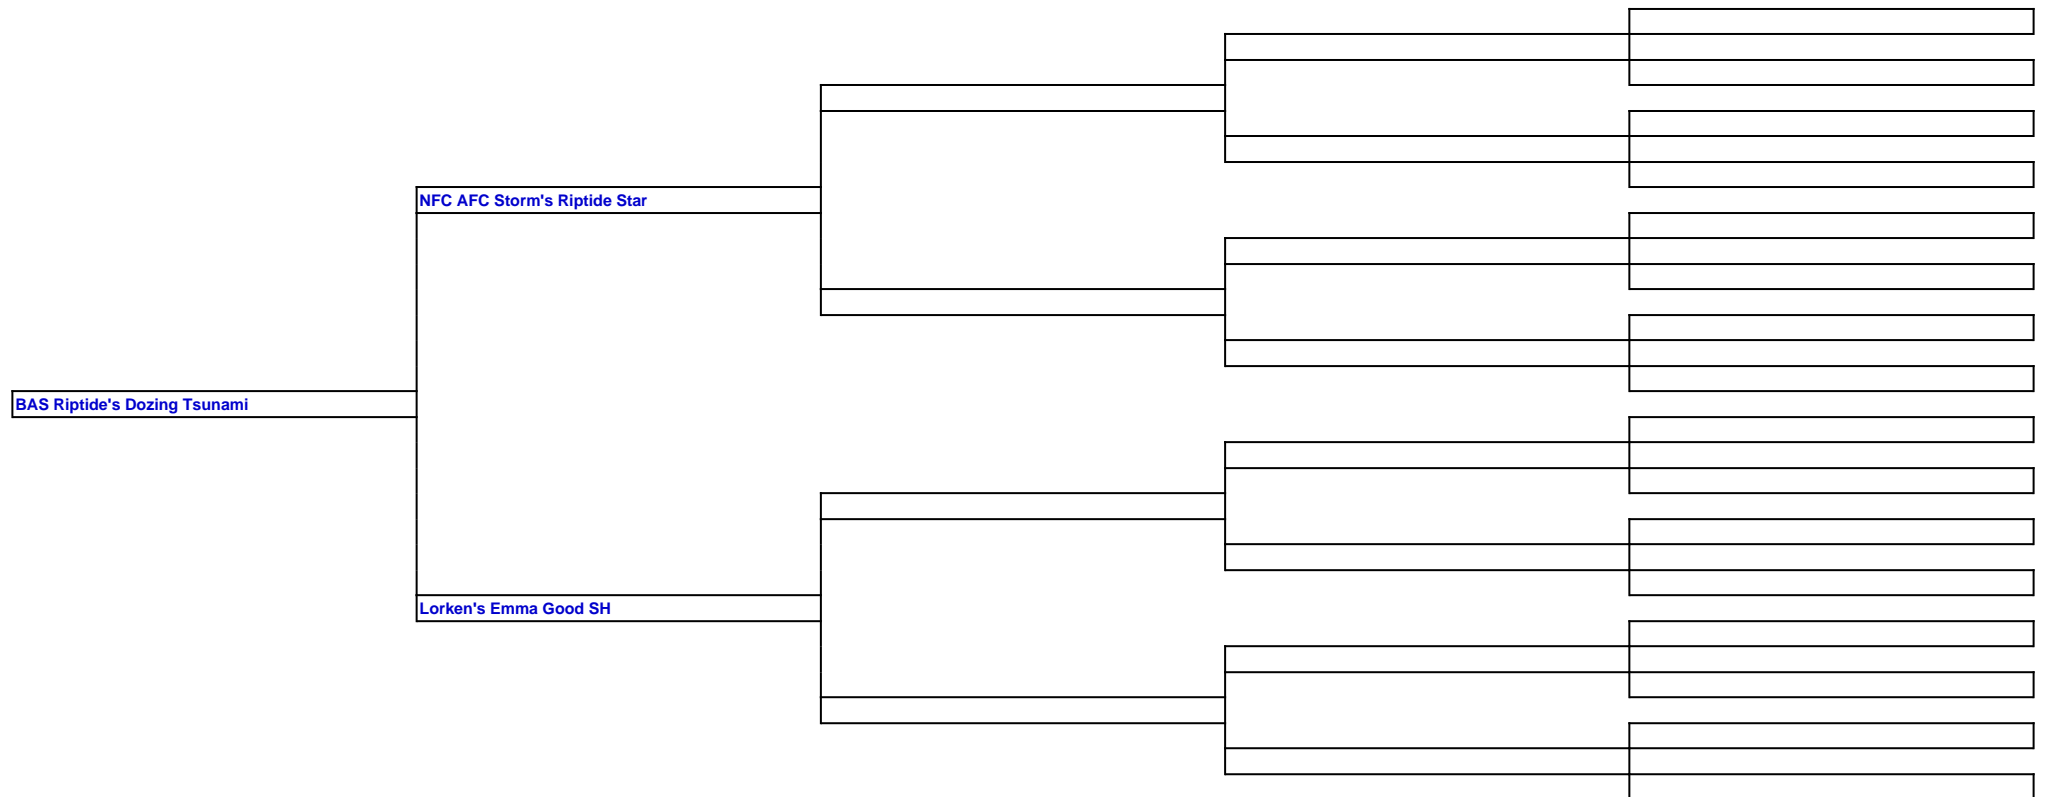 NFC AFC Storm's Riptide Star
BAS Riptide's Dozing Tsunami
Lorken's Emma Good SH